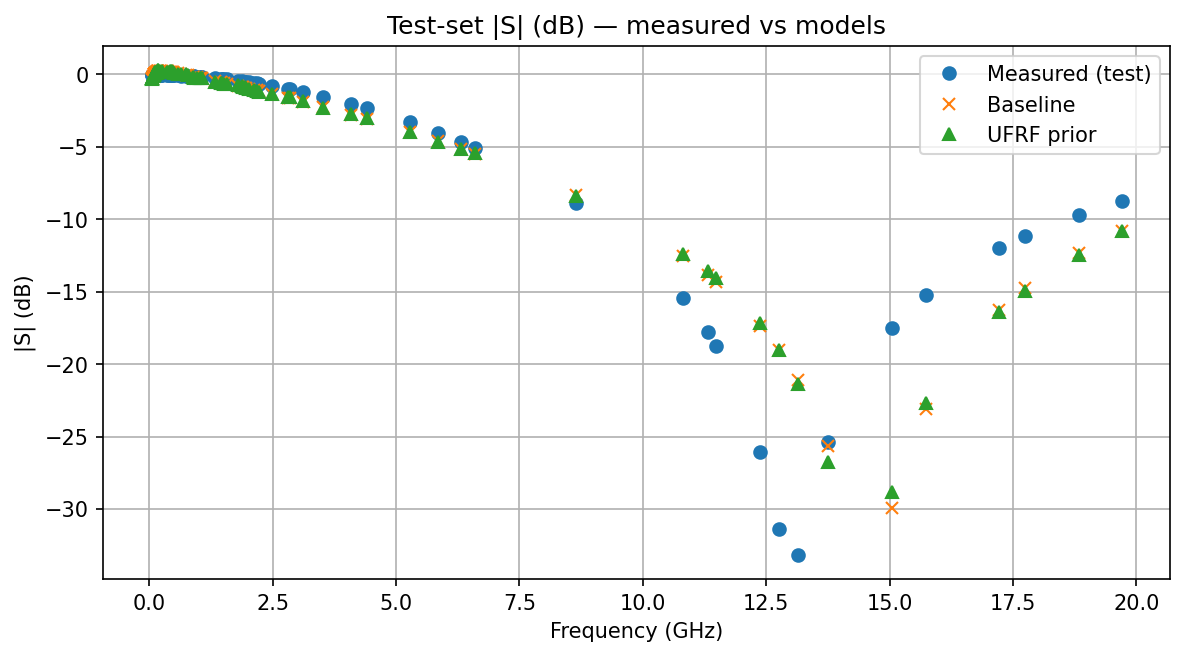 Test-set |S| (dB) — measured vs models
Measured (test)
Baseline
UFRF prior
|S| (dB)
0
−5
−10
−15
−20
−25
−30
0.0 2.5 5.0 7.5 10.0 12.5 15.0 17.5 20.0
Frequency (GHz)